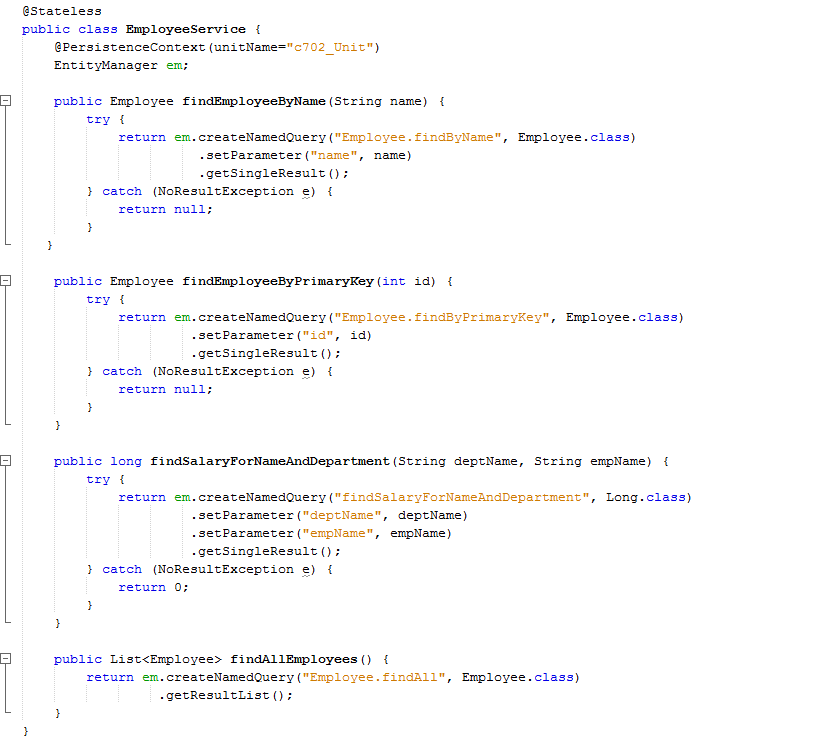 @Stateless
public class EmployeeService {
    @PersistenceContext(unitName="c702_Unit")
    EntityManager em;

    public Employee findEmployeeByName(String name) {
        try {
            return em.createNamedQuery("Employee.findByName", Employee.class)
                      .setParameter("name", name)
                      .getSingleResult();
        } catch (NoResultException e) {
            return null;
        }
   }

    public Employee findEmployeeByPrimaryKey(int id) {
        try {
            return em.createNamedQuery("Employee.findByPrimaryKey", Employee.class)
                     .setParameter("id", id)
                     .getSingleResult();
        } catch (NoResultException e) {
            return null;
        }
    }

    public long findSalaryForNameAndDepartment(String deptName, String empName) {
        try {
            return em.createNamedQuery("findSalaryForNameAndDepartment", Long.class)
                     .setParameter("deptName", deptName)
                     .setParameter("empName", empName)
                     .getSingleResult();
        } catch (NoResultException e) {
            return 0;
        }
    }

    public List<Employee> findAllEmployees() {
        return em.createNamedQuery("Employee.findAll", Employee.class)
                 .getResultList();
    }
}